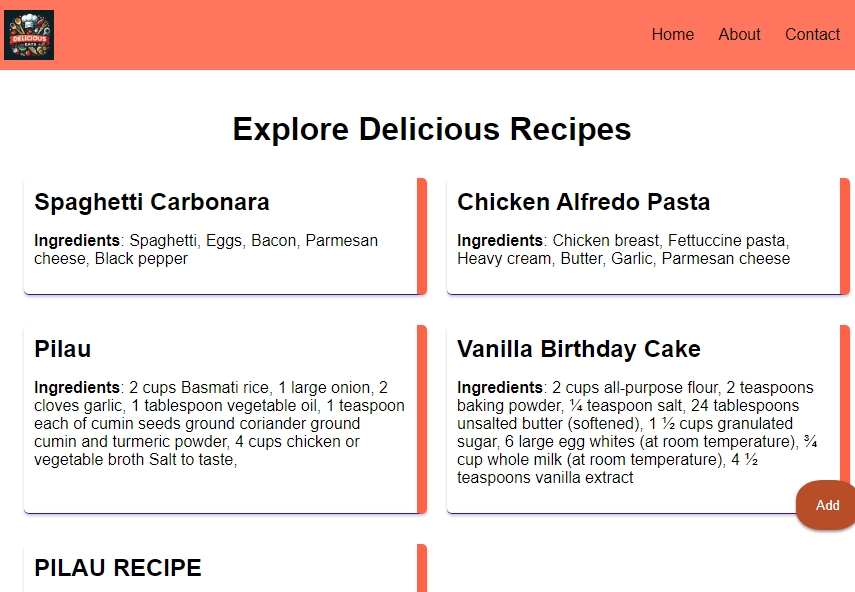 DELICIOUS
EATS
Home About Contact
Explore Delicious Recipes
Spaghetti Carbonara
Ingredients: Spaghetti, Eggs, Bacon, Parmesan
cheese, Black pepper
Chicken Alfredo Pasta
Ingredients: Chicken breast, Fettuccine pasta,
Heavy cream, Butter, Garlic, Parmesan cheese
Pilau
Ingredients: 2 cups Basmati rice, 1 large onion, 2
cloves garlic, 1 tablespoon vegetable oil, 1 teaspoon
each of cumin seeds ground coriander ground
cumin and turmeric powder, 4 cups chicken or
vegetable broth Salt to taste,
Vanilla Birthday Cake
Ingredients: 2 cups all-purpose flour, 2 teaspoons
baking powder, ¼ teaspoon salt, 24 tablespoons
unsalted butter (softened), 1 ½ cups granulated
sugar, 6 large egg whites (at room temperature), ¾
cup whole milk (at room temperature), 4 ½
teaspoons vanilla extract
Add
PILAU RECIPE